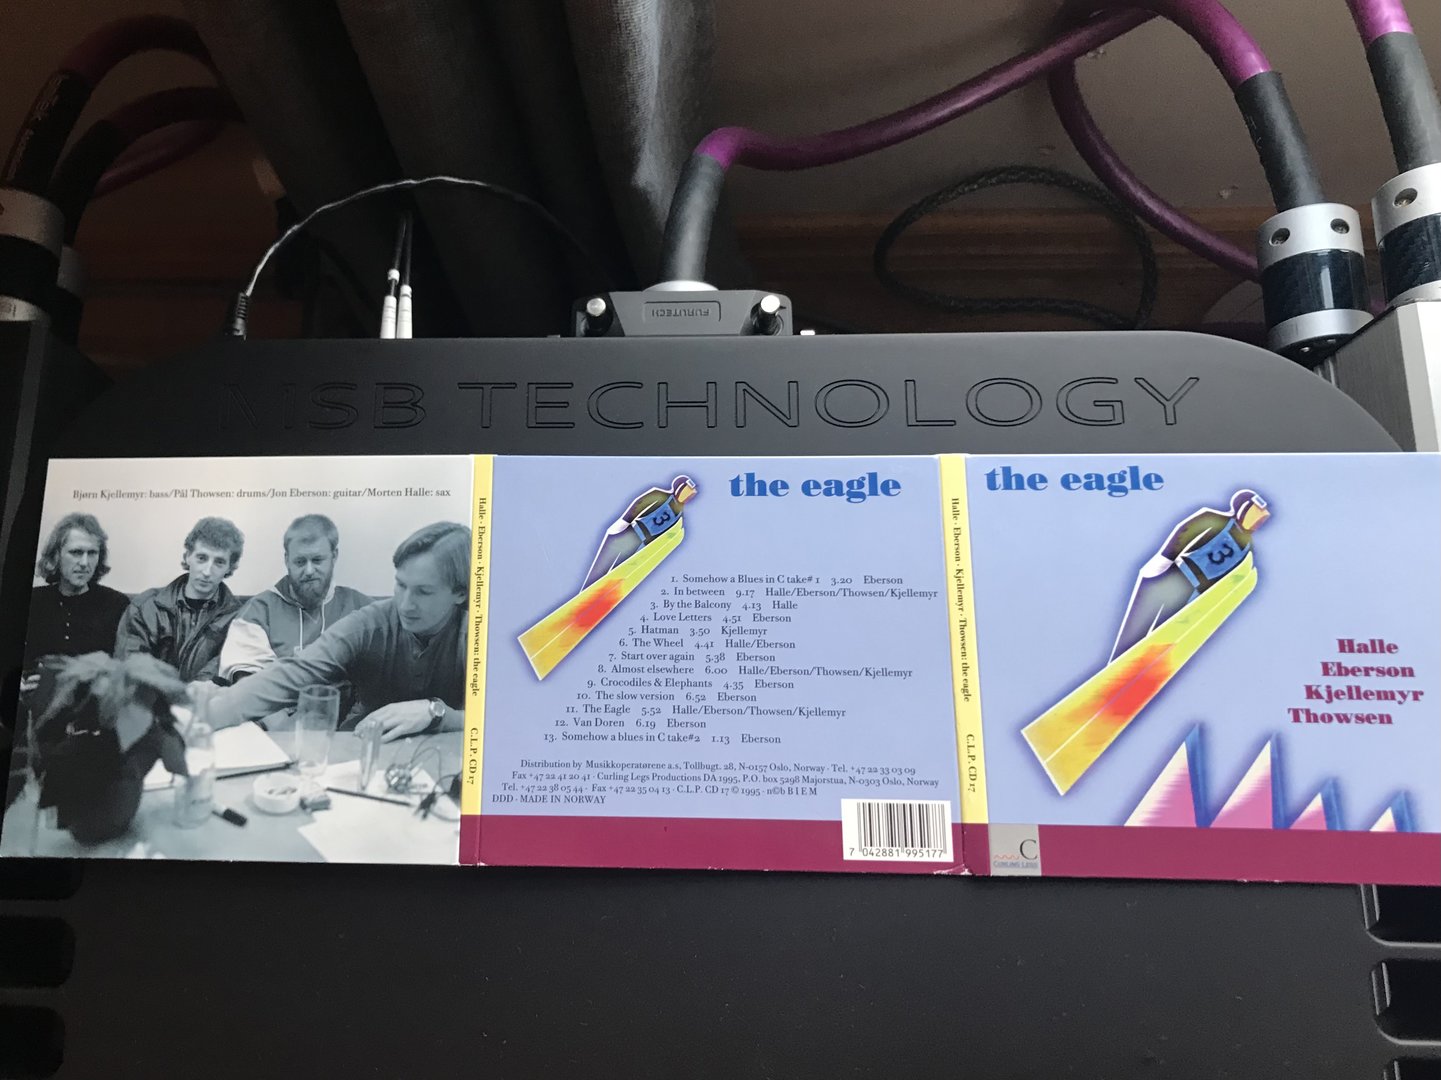 FURUTECH
MSB TECHNOLOGY
Bjørn Kjellemyr: bass/Pål Thowsen: drums/Jon Eberson: guitar/Morten Halle: sax
Halle · Eberson · Kjellemyr · Thowsen: the eagle C.L.P. CD 17
the eagle
3
1. Somehow a Blues in C take# 1 3.20 Eberson
2. In between 9.17 Halle/Eberson/Thowsen/Kjellemyr
3. By the Balcony 4.13 Halle
4. Love Letters 4.51 Eberson
5. Hatman 3.50 Kjellemyr
6. The Wheel 4.41 Halle/Eberson
7. Start over again 5.38 Eberson
8. Almost elsewhere 6.00 Halle/Eberson/Thowsen/Kjellemyr
9. Crocodiles & Elephants 4.35 Eberson
10. The slow version 6.52 Eberson
11. The Eagle 5.52 Halle/Eberson/Thowsen/Kjellemyr
12. Van Doren 6.19 Eberson
13. Somehow a blues in C take#2 1.13 Eberson
Distribution by Musikkoperatørene a.s, Tollbugt. 28, N-0157 Oslo, Norway · Tel. +47 22 33 03 09
Fax +47 22 41 20 41 · Curling Legs Productions DA 1995, P.O. box 5298 Majorstua, N-0303 Oslo, Norway
Tel. +47 22 38 05 44 · Fax +47 22 35 04 13 · C.L.P. CD 17 © 1995 · n©b B I E M
DDD · MADE IN NORWAY
7 042881 995177
Halle · Eberson · Kjellemyr · Thowsen: the eagle C.L.P. CD 17
the eagle
3
Halle
Eberson
Kjellemyr
Thowsen
C
CURLING LEGS